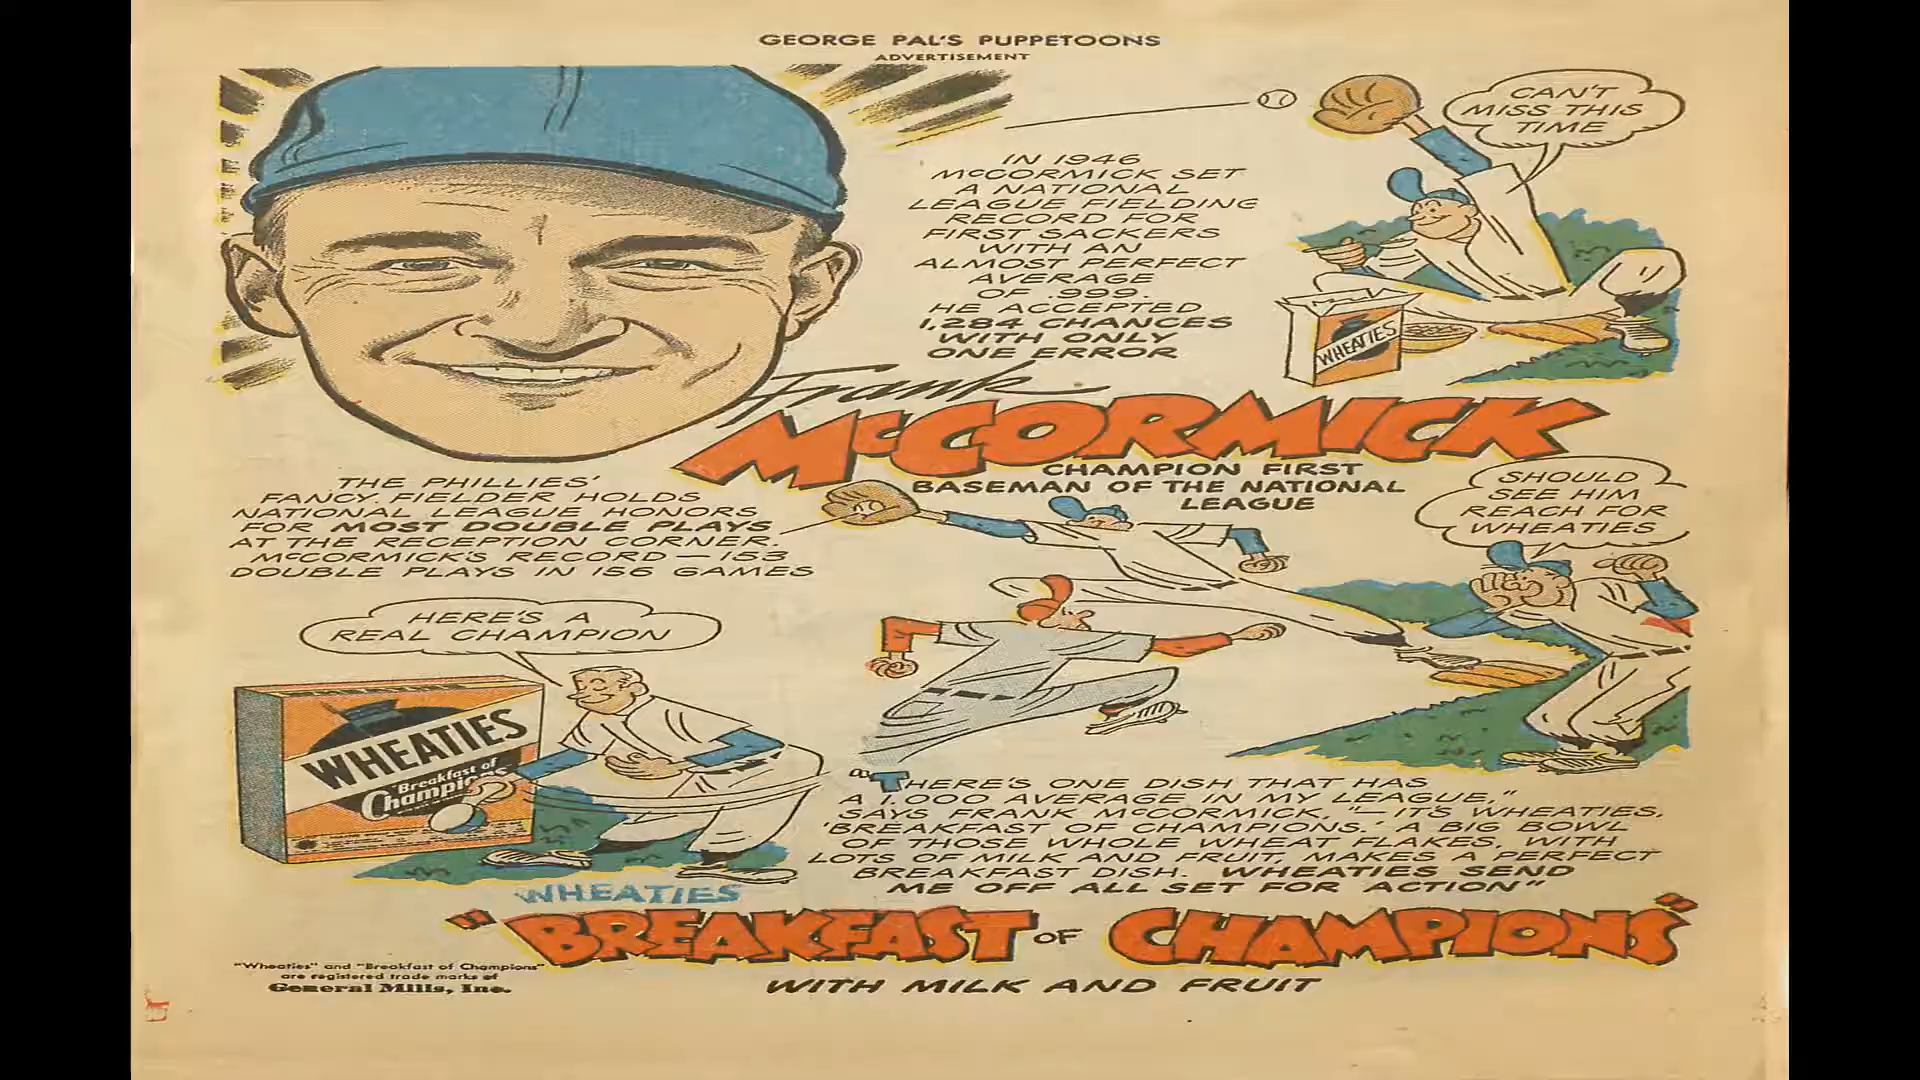 GEORGE PAL'S PUPPETOONS
ADVERTISEMENT
CAN'T
MISS THIS
TIME
IN 1946
McCORMICK SET
A NATIONAL
LEAGUE FIELDING
RECORD FOR
FIRST SACKERS
WITH AN
ALMOST PERFECT
AVERAGE
OF .999.
HE ACCEPTED
1,284 CHANCES
WITH ONLY
ONE ERROR
WHEATIES
Frank
McCORMICK
CHAMPION FIRST
BASEMAN OF THE NATIONAL
LEAGUE
THE PHILLIES'
FANCY FIELDER HOLDS
NATIONAL LEAGUE HONORS
FOR MOST DOUBLE PLAYS
AT THE RECEPTION CORNER.
McCORMICK'S RECORD — 153
DOUBLE PLAYS IN 156 GAMES
SHOULD
SEE HIM
REACH FOR
WHEATIES
HERE'S A
REAL CHAMPION
WHEATIES
Breakfast of
Champions
"THERE'S ONE DISH THAT HAS
A 1.000 AVERAGE IN MY LEAGUE,"
SAYS FRANK McCORMICK, "— IT'S WHEATIES,
'BREAKFAST OF CHAMPIONS.' A BIG BOWL
OF THOSE WHOLE WHEAT FLAKES, WITH
LOTS OF MILK AND FRUIT, MAKES A PERFECT
BREAKFAST DISH. WHEATIES SEND
ME OFF ALL SET FOR ACTION"
WHEATIES
"BREAKFAST OF CHAMPIONS"
WITH MILK AND FRUIT
"Wheaties" and "Breakfast of Champions"
are registered trade marks of
General Mills, Inc.